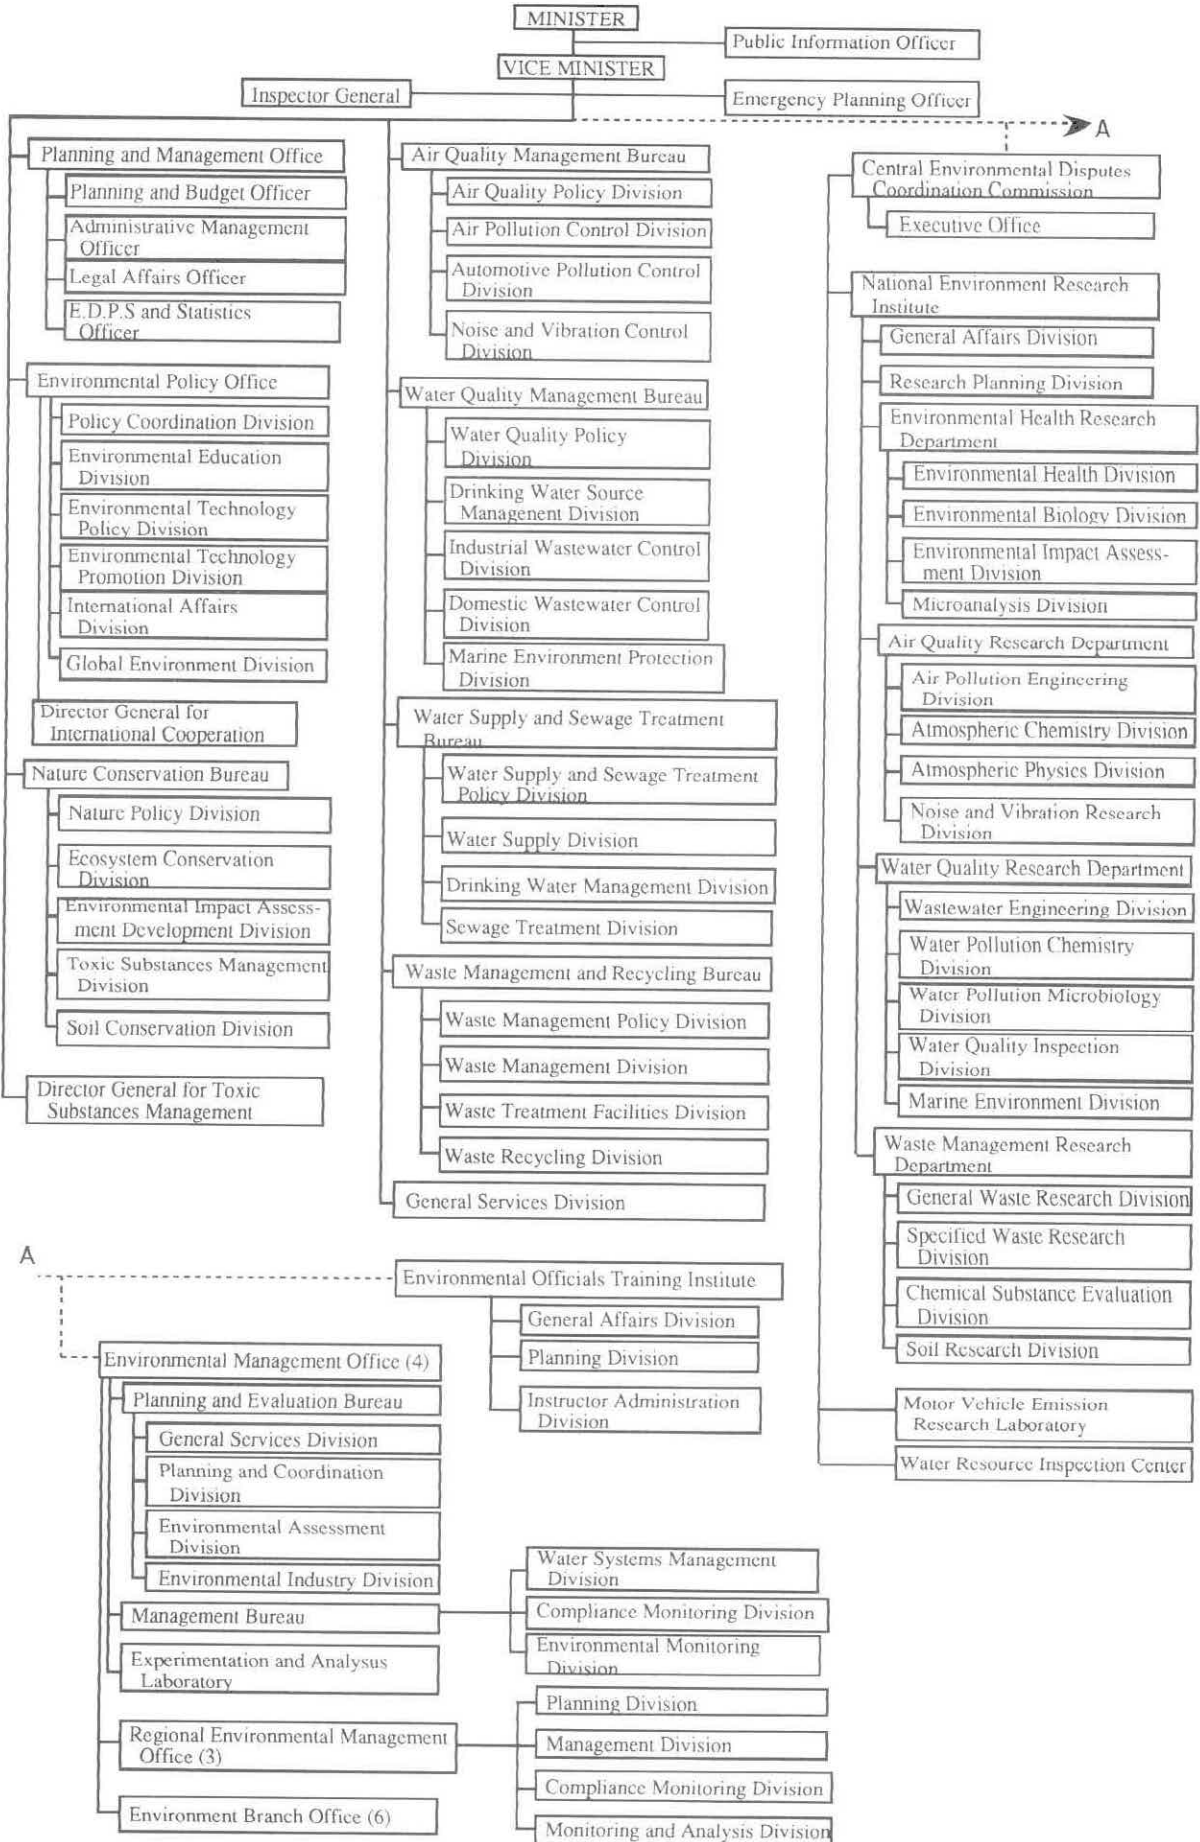 MINISTER
Public Information Officer
VICE MINISTER
Inspector General
Emergency Planning Officer
A
Planning and Management Office
Planning and Budget Officer
Administrative Management
Officer
Legal Affairs Officer
E.D.P.S and Statistics
Officer
Environmental Policy Office
Policy Coordination Division
Environmental Education
Division
Environmental Technology
Policy Division
Environmental Technology
Promotion Division
International Affairs
Division
Global Environment Division
Director General for
International Cooperation
Nature Conservation Bureau
Nature Policy Division
Ecosystem Conservation
Division
Environmental Impact Assess-
ment Development Division
Toxic Substances Management
Division
Soil Conservation Division
Director General for Toxic
Substances Management
Air Quality Management Bureau
Air Quality Policy Division
Air Pollution Control Division
Automotive Pollution Control
Division
Noise and Vibration Control
Division
Water Quality Management Bureau
Water Quality Policy
Division
Drinking Water Source
Managenent Division
Industrial Wastewater Control
Division
Domestic Wastewater Control
Division
Marine Environment Protection
Division
Water Supply and Sewage Treatment
Bureau
Water Supply and Sewage Treatment
Policy Division
Water Supply Division
Drinking Water Management Division
Sewage Treatment Division
Waste Management and Recycling Bureau
Waste Management Policy Division
Waste Management Division
Waste Treatment Facilities Division
Waste Recycling Division
General Services Division
Central Environmental Disputes
Coordination Commission
Executive Office
National Environment Research
Institute
General Affairs Division
Research Planning Division
Environmental Health Research
Department
Environmental Health Division
Environmental Biology Division
Environmental Impact Assess-
ment Division
Microanalysis Division
Air Quality Research Department
Air Pollution Engineering
Division
Atmospheric Chemistry Division
Atmospheric Physics Division
Noise and Vibration Research
Division
Water Quality Research Department
Wastewater Engineering Division
Water Pollution Chemistry
Division
Water Pollution Microbiology
Division
Water Quality Inspection
Division
Marine Environment Division
Waste Management Research
Department
General Waste Research Division
Specified Waste Research
Division
Chemical Substance Evaluation
Division
Soil Research Division
Motor Vehicle Emission
Research Laboratory
Water Resource Inspection Center
A
Environmental Officials Training Institute
General Affairs Division
Planning Division
Instructor Administration
Division
Environmental Management Office (4)
Planning and Evaluation Bureau
General Services Division
Planning and Coordination
Division
Environmental Assessment
Division
Environmental Industry Division
Management Bureau
Water Systems Management
Division
Compliance Monitoring Division
Environmental Monitoring
Division
Experimentation and Analysus
Laboratory
Regional Environmental Management
Office (3)
Planning Division
Management Division
Compliance Monitoring Division
Monitoring and Analysis Division
Environment Branch Office (6)